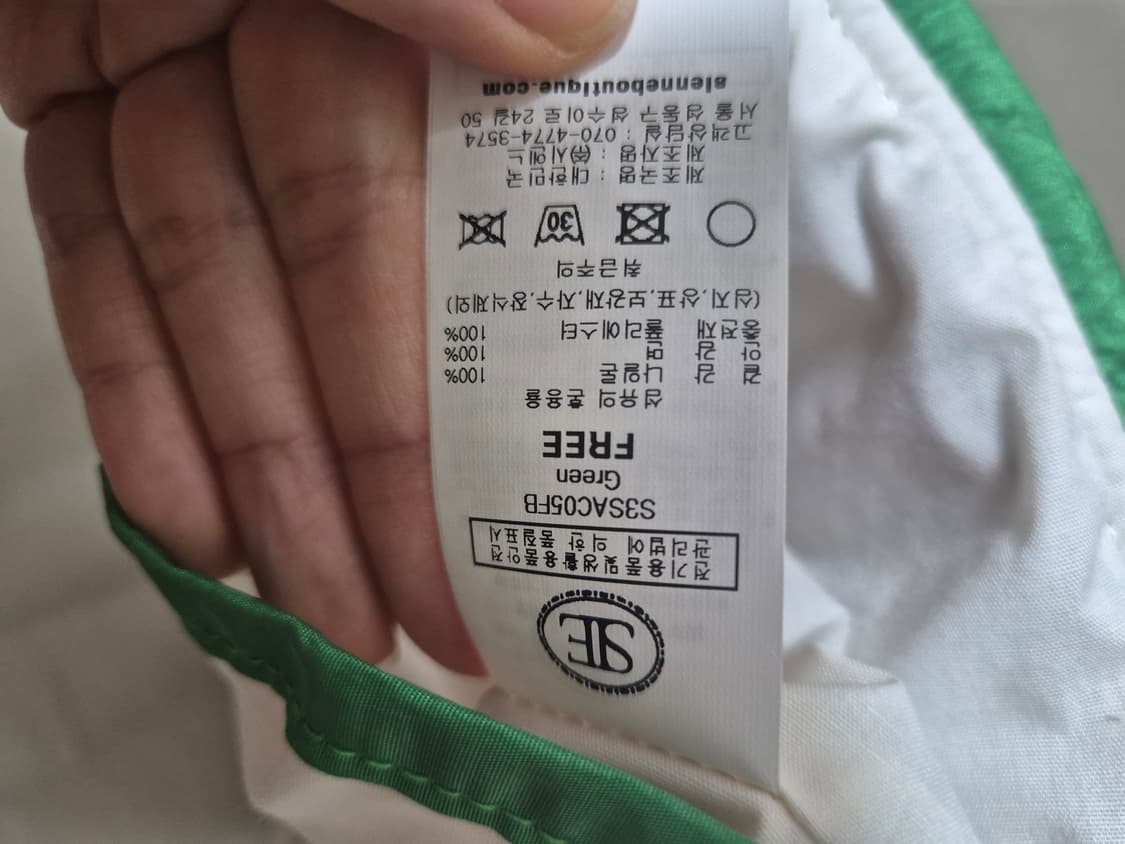 SE
전기용품및생활용품안전
관리법에 의 한 품질표시
S3SAC05FB
Green
FREE
섬유의 혼용율
겉 감 나일론 100%
안 감 면 100%
충전재 폴리에스터 100%
(심지,상표,보강재,자수,장식제외)
취급주의
30
제조국명 : 대한민국
제조자명 : ㈜시에느
고객상담실 : 070-4774-3574
서울 성동구 성수이로 24길 50
sienneboutique.com